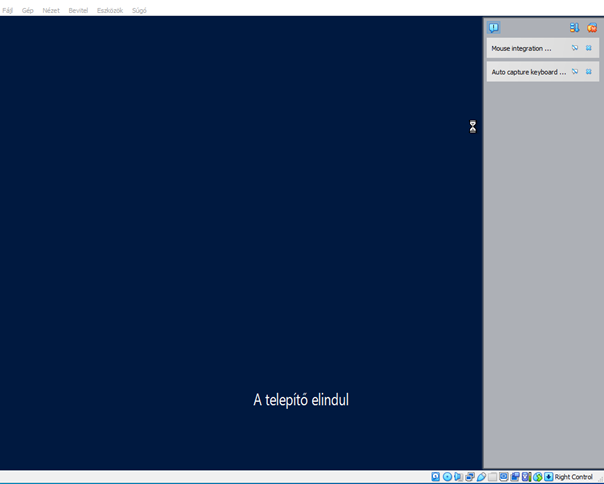 Fájl Gép Nézet Bevitel Eszközök Súgó
Mouse integration ...
Auto capture keyboard ...
A telepítő elindul
Right Control